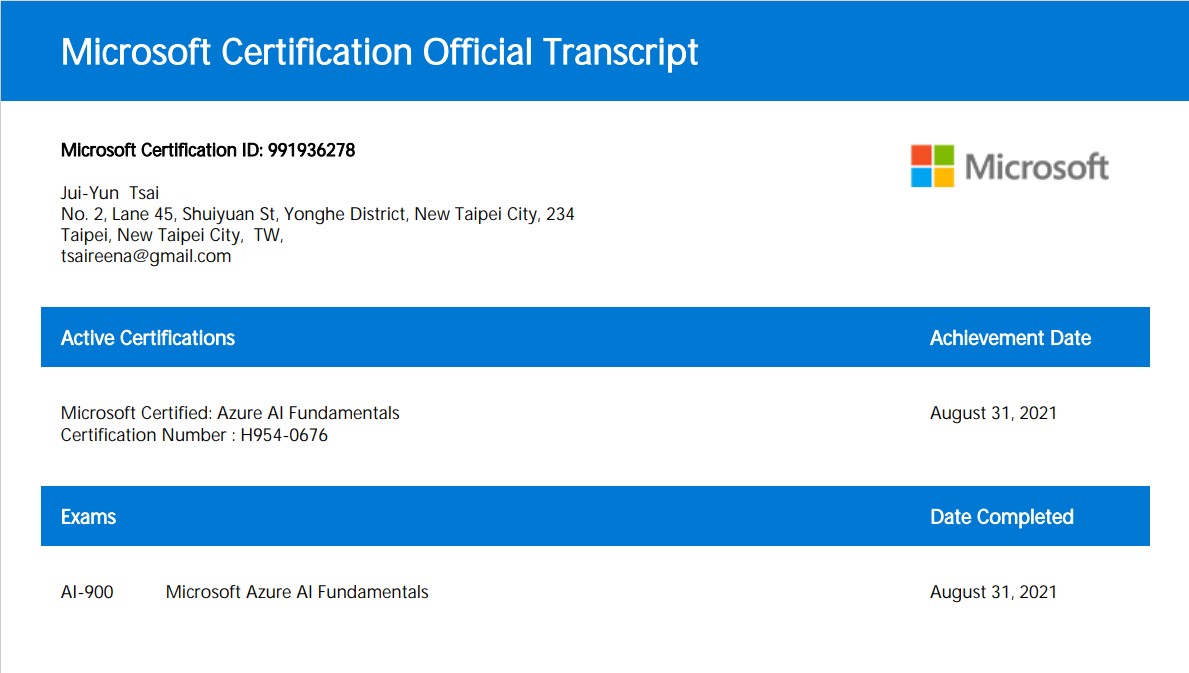 Microsoft Certification Official Transcript
Microsoft Certification ID: 991936278
Microsoft
Jui-Yun  Tsai
No. 2, Lane 45, Shuiyuan St, Yonghe District, New Taipei City, 234
Taipei, New Taipei City,  TW,
tsaireena@gmail.com
Active Certifications Achievement Date
Microsoft Certified: Azure AI Fundamentals August 31, 2021
Certification Number : H954-0676
Exams Date Completed
AI-900 Microsoft Azure AI Fundamentals August 31, 2021